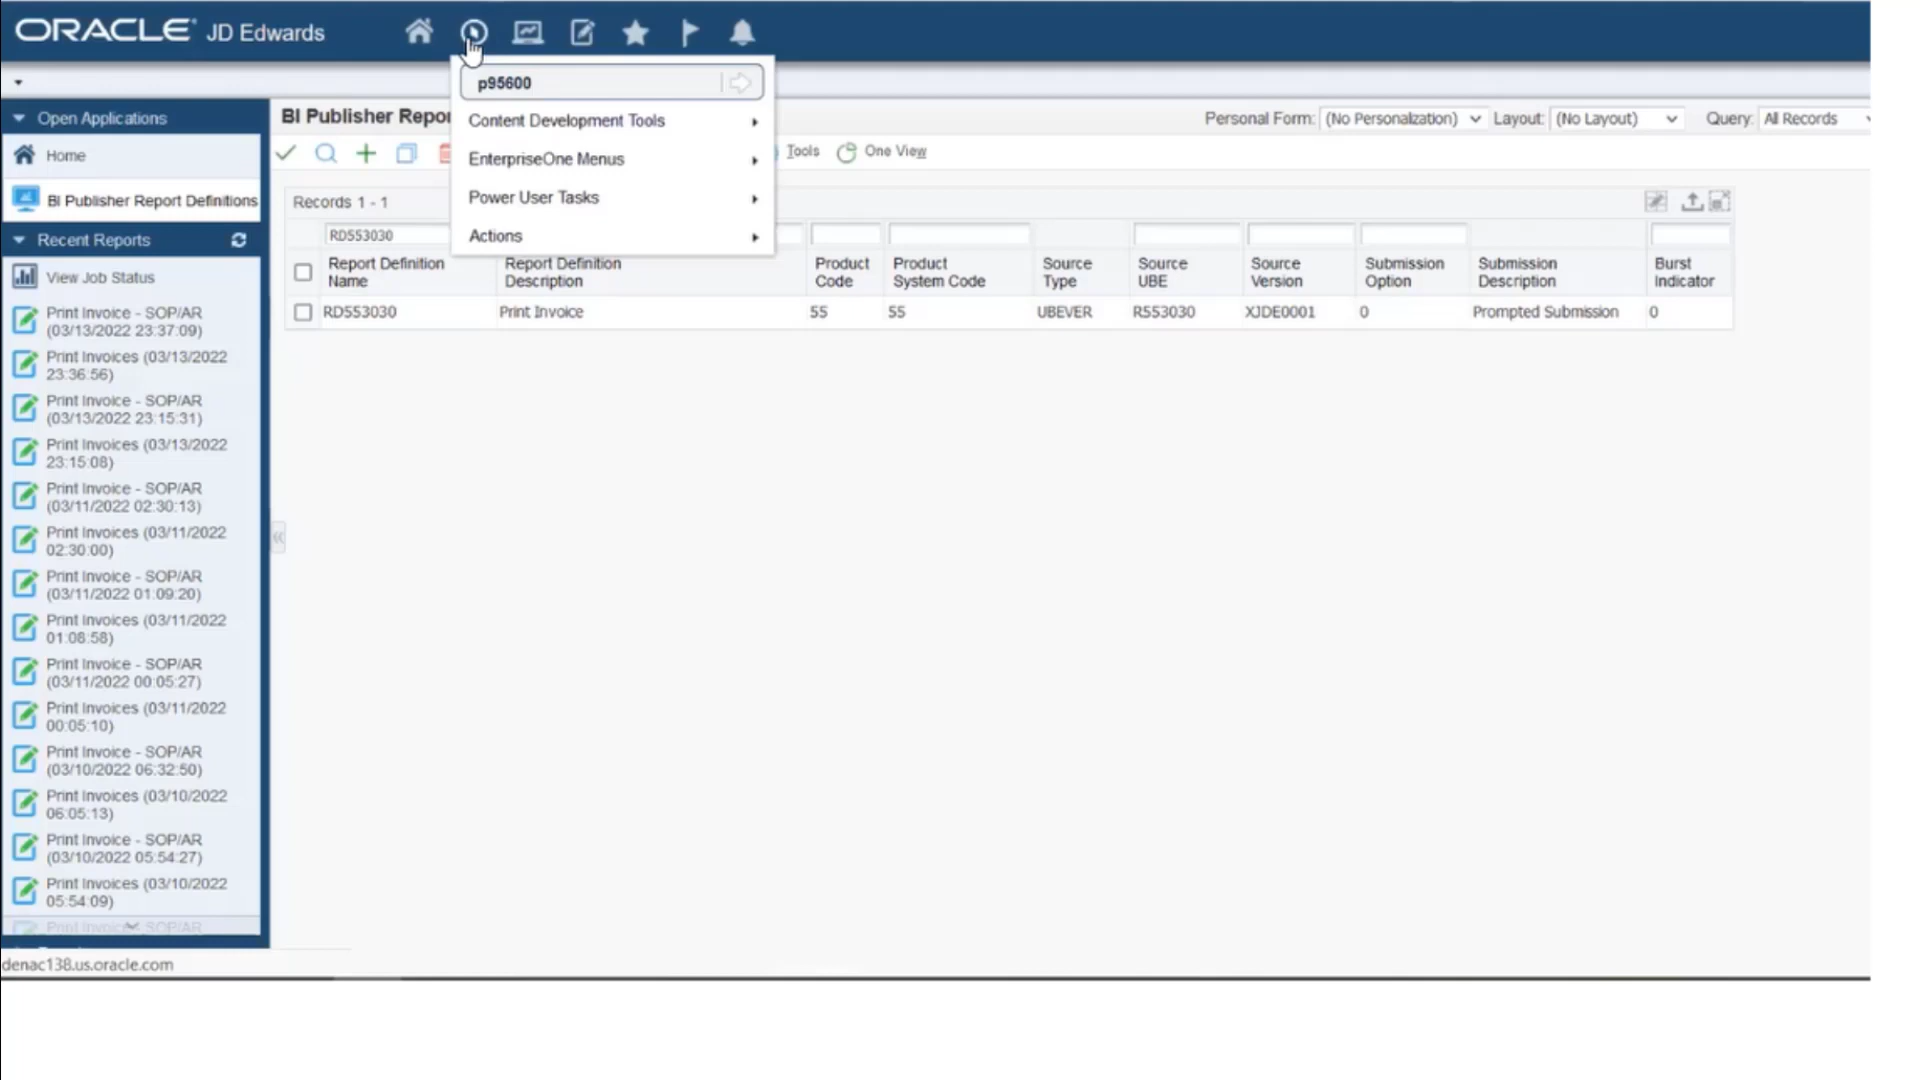 ORACLE JD Edwards
p95600
Content Development Tools
EnterpriseOne Menus
Power User Tasks
Actions
Open Applications
Home
BI Publisher Report Definitions
Recent Reports
View Job Status
Print Invoice - SOP/AR
(03/13/2022 23:37:09)
Print Invoices (03/13/2022
23:36:56)
Print Invoice - SOP/AR
(03/13/2022 23:15:31)
Print Invoices (03/13/2022
23:15:08)
Print Invoice - SOP/AR
(03/11/2022 02:30:13)
Print Invoices (03/11/2022
02:30:00)
Print Invoice - SOP/AR
(03/11/2022 01:09:20)
Print Invoices (03/11/2022
01:08:58)
Print Invoice - SOP/AR
(03/11/2022 00:05:27)
Print Invoices (03/11/2022
00:05:10)
Print Invoice - SOP/AR
(03/10/2022 06:32:50)
Print Invoices (03/10/2022
06:05:13)
Print Invoice - SOP/AR
(03/10/2022 05:54:27)
Print Invoices (03/10/2022
05:54:09)
Print Invoice - SOP/AR
denac138.us.oracle.com
BI Publisher Repor
Personal Form: (No Personalization) Layout: (No Layout) Query: All Records
Tools One View
Records 1 - 1
RD553030
Report Definition Name
Report Definition Description
Product Code
Product System Code
Source Type
Source UBE
Source Version
Submission Option
Submission Description
Burst Indicator
RD553030 Print Invoice 55 55 UBEVER R553030 XJDE0001 0 Prompted Submission 0